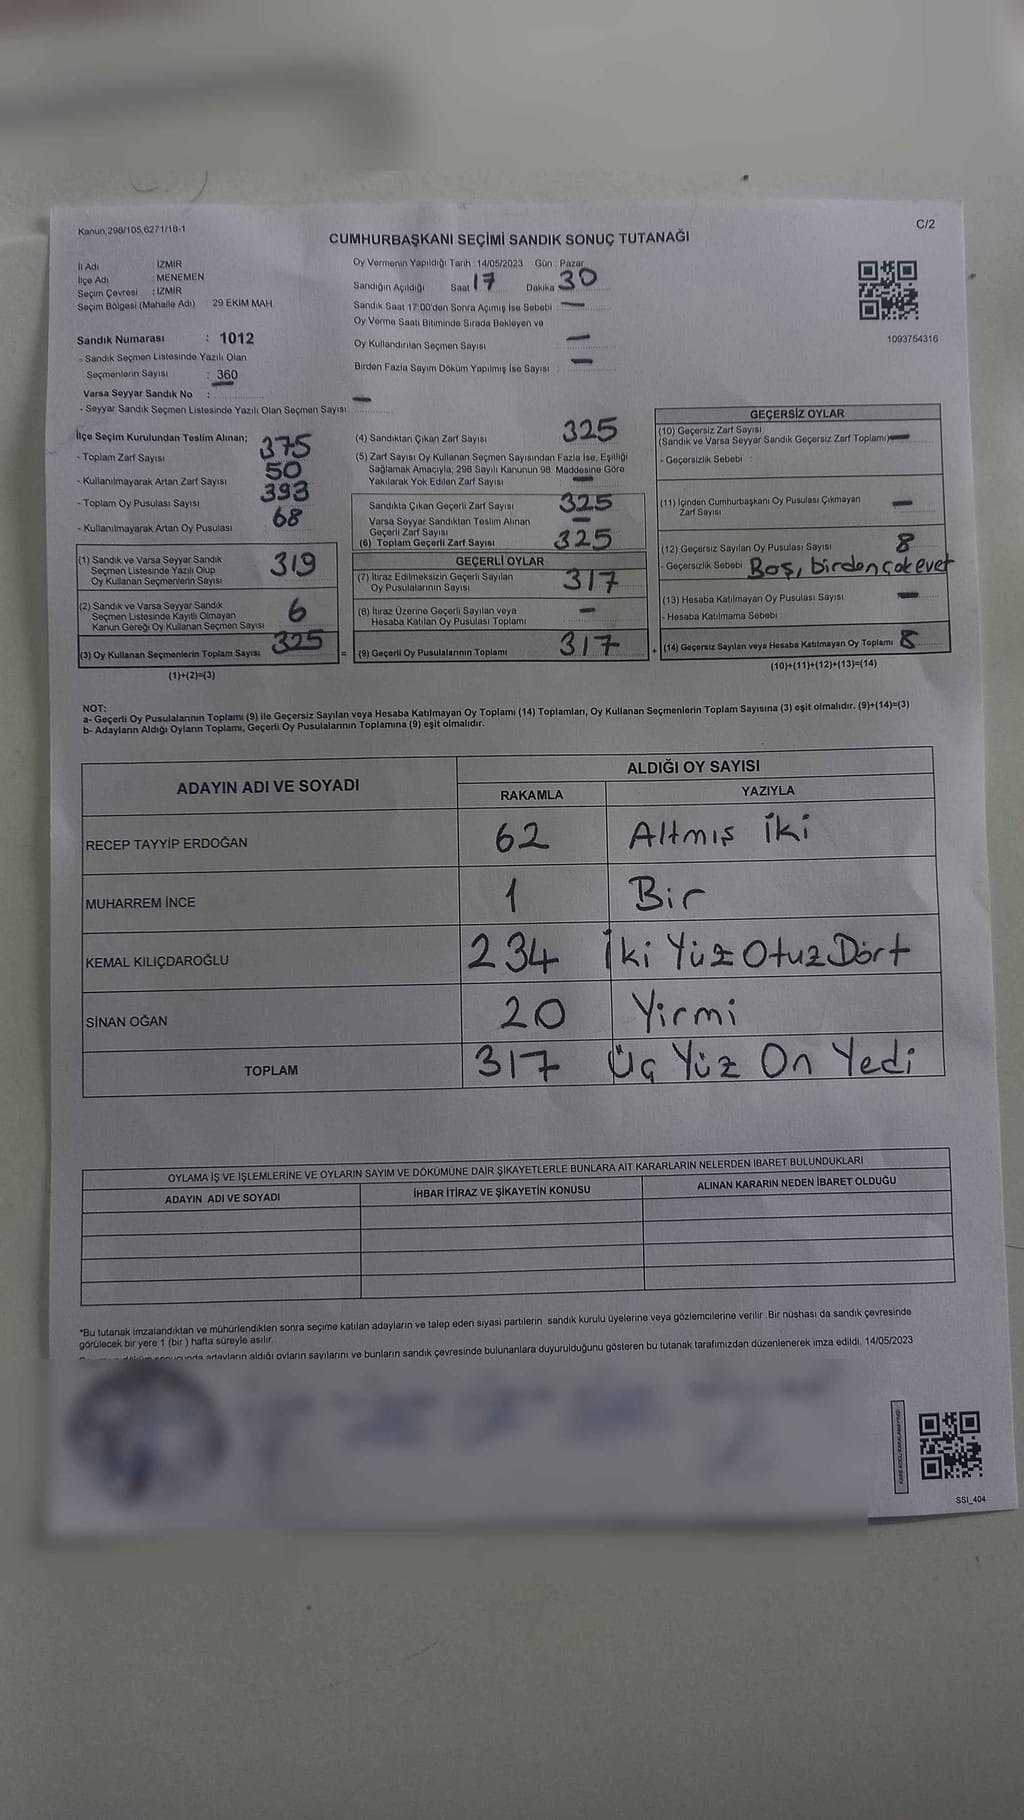 Kanun,298/105,6271/18-1
C/2
CUMHURBAŞKANI SEÇİMİ SANDIK SONUÇ TUTANAĞI
İl Adı : İZMİR
İlçe Adı : MENEMEN
Seçim Çevresi : İZMİR
Seçim Bölgesi (Mahalle Adı) 29 EKİM MAH.
Sandık Numarası : 1012
- Sandık Seçmen Listesinde Yazılı Olan
Seçmenlerin Sayısı : 360
Varsa Seyyar Sandık No :
- Seyyar Sandık Seçmen Listesinde Yazılı Olan Seçmen Sayısı: —
Oy Vermenin Yapıldığı Tarih : 14/05/2023 Gün : Pazar
Sandığın Açıldığı Saat 17 Dakika 30
Sandık Saat 17:00'den Sonra Açımış İse Sebebi : —
Oy Verme Saati Bitiminde Sırada Bekleyen ve
Oy Kullandırılan Seçmen Sayısı —
Birden Fazla Sayım Döküm Yapılmış İse Sayısı : —
1093754316
İlçe Seçim Kurulundan Teslim Alınan;
- Toplam Zarf Sayısı 375
- Kullanılmayarak Artan Zarf Sayısı 50
- Toplam Oy Pusulası Sayısı 393
- Kullanılmayarak Artan Oy Pusulası 68
(1) Sandık ve Varsa Seyyar Sandık
Seçmen Listesinde Yazılı Olup
Oy Kullanan Seçmenlerin Sayısı 319
(2) Sandık ve Varsa Seyyar Sandık
Seçmen Listesinde Kayıtlı Olmayan
Kanun Gereği Oy Kullanan Seçmen Sayısı 6
(3) Oy Kullanan Seçmenlerin Toplam Sayısı 325
(1)+(2)=(3)
=
(4) Sandıktan Çıkan Zarf Sayısı 325
(5) Zarf Sayısı Oy Kullanan Seçmen Sayısından Fazla İse, Eşitliği
Sağlamak Amacıyla, 298 Sayılı Kanunun 98. Maddesine Göre
Yakılarak Yok Edilen Zarf Sayısı —
Sandıkta Çıkan Geçerli Zarf Sayısı 325
Varsa Seyyar Sandıktan Teslim Alınan
Geçerli Zarf Sayısı —
(6) Toplam Geçerli Zarf Sayısı 325
GEÇERLİ OYLAR
(7) İtiraz Edilmeksizin Geçerli Sayılan
Oy Pusulalarının Sayısı 317
(8) İtiraz Üzerine Geçerli Sayılan veya
Hesaba Katılan Oy Pusulası Toplamı —
(9) Geçerli Oy Pusulalarının Toplamı 317
+
GEÇERSİZ OYLAR
(10) Geçersiz Zarf Sayısı
(Sandık ve Varsa Seyyar Sandık Geçersiz Zarf Toplamı) —
- Geçersizlik Sebebi :
(11) İçinden Cumhurbaşkanı Oy Pusulası Çıkmayan
Zarf Sayısı —
(12) Geçersiz Sayılan Oy Pusulası Sayısı 8
- Geçersizlik Sebebi Boş, birden çok evet
(13) Hesaba Katılmayan Oy Pusulası Sayısı —
- Hesaba Katılmama Sebebi
(14) Geçersiz Sayılan veya Hesaba Katılmayan Oy Toplamı 8
(10)+(11)+(12)+(13)=(14)
NOT:
a- Geçerli Oy Pusulalarının Toplamı (9) ile Geçersiz Sayılan veya Hesaba Katılmayan Oy Toplamı (14) Toplamları, Oy Kullanan Seçmenlerin Toplam Sayısına (3) eşit olmalıdır. (9)+(14)=(3)
b- Adayların Aldığı Oyların Toplamı, Geçerli Oy Pusulalarının Toplamına (9) eşit olmalıdır.
ADAYIN ADI VE SOYADI
ALDIĞI OY SAYISI
RAKAMLA YAZIYLA
RECEP TAYYİP ERDOĞAN 62 Altmış İki
MUHARREM İNCE 1 Bir
KEMAL KILIÇDAROĞLU 234 İki Yüz Otuz Dört
SİNAN OĞAN 20 Yirmi
TOPLAM 317 Üç Yüz On Yedi
OYLAMA İŞ VE İŞLEMLERİNE VE OYLARIN SAYIM VE DÖKÜMÜNE DAİR ŞİKAYETLERLE BUNLARA AİT KARARLARIN NELERDEN İBARET BULUNDUKLARI
ADAYIN ADI VE SOYADI İHBAR İTİRAZ VE ŞİKAYETİN KONUSU ALINAN KARARIN NEDEN İBARET OLDUĞU
*Bu tutanak imzalandıktan ve mühürlendikten sonra seçime katılan adayların ve talep eden siyasi partilerin sandık kurulu üyelerine veya gözlemcilerine verilir. Bir nüshası da sandık çevresinde
görülecek bir yere 1 (bir) hafta süreyle asılır.
adayların aldığı oyların sayılarını ve bunların sandık çevresinde bulunanlara duyurulduğunu gösteren bu tutanak tarafımızdan düzenlenerek imza edildi. 14/05/2023
SSI_404